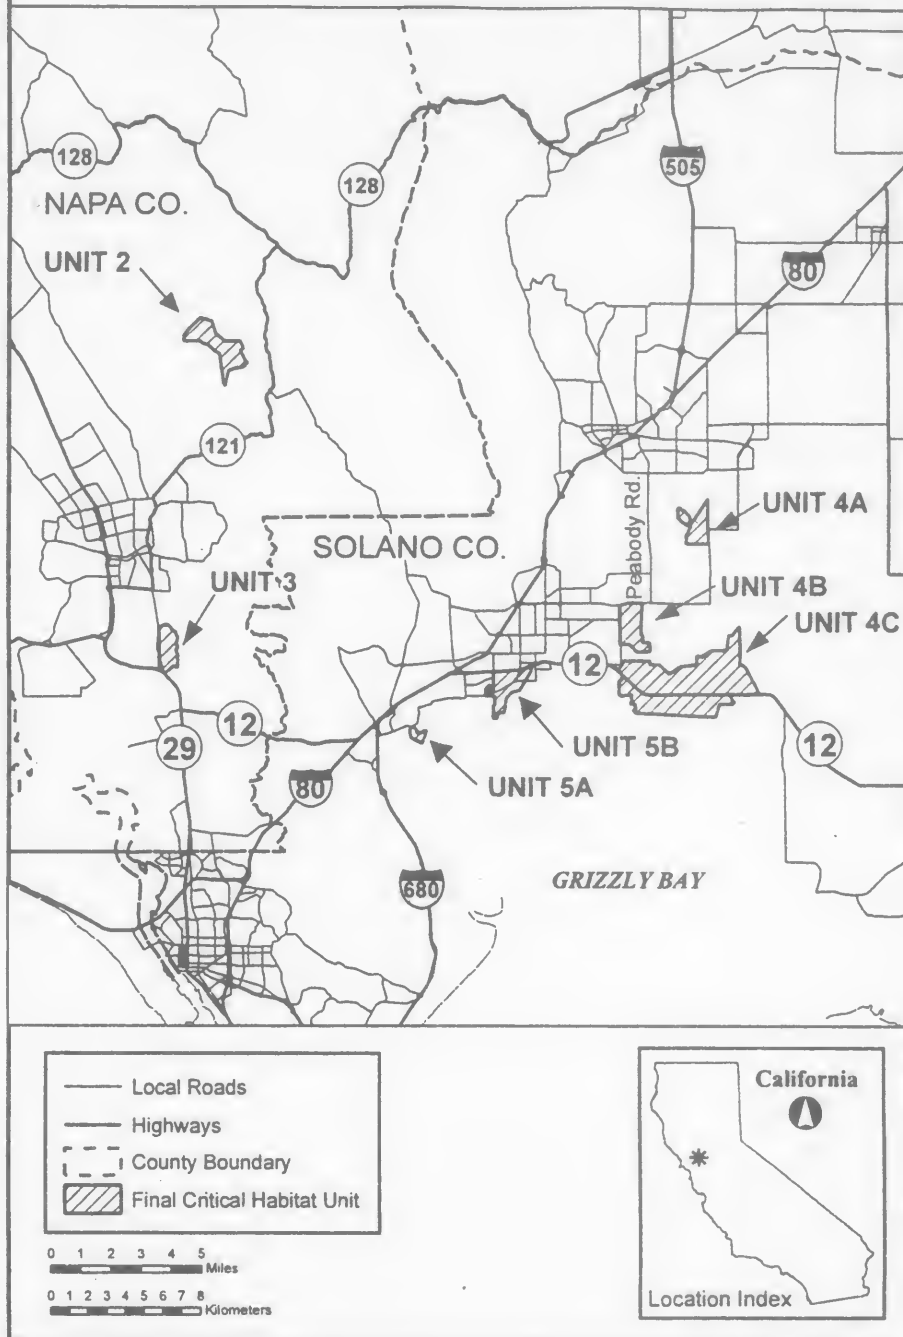 128
NAPA CO.
128
505
UNIT 2
80
121
UNIT 4A
Peabody Rd.
SOLANO CO.
UNIT 3
UNIT 4B
UNIT 4C
12
12
29
UNIT 5B
12
80
UNIT 5A
680
GRIZZLY BAY
Local Roads
Highways
County Boundary
Final Critical Habitat Unit
0 1 2 3 4 5
Miles
0 1 2 3 4 5 6 7 8
Kilometers
California
Location Index